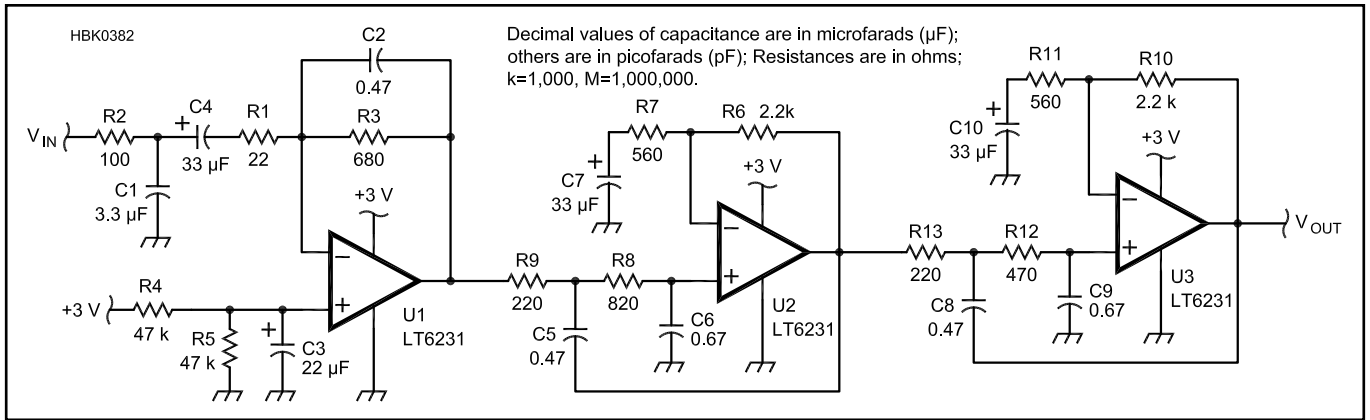 HBK0382
Decimal values of capacitance are in microfarads (µF);
others are in picofarads (pF); Resistances are in ohms;
k=1,000, M=1,000,000.
C2
0.47
V_IN
R2
100
C4
+
33 µF
R1
22
R3
680
C1
3.3 µF
+3 V
−
+
U1
LT6231
+3 V
R4
47 k
R5
47 k
+
C3
22 µF
R7
560
R6
2.2k
+
C7
33 µF
+3 V
−
+
U2
LT6231
R9
220
R8
820
C5
0.47
C6
0.67
R11
560
R10
2.2 k
+
C10
33 µF
+3 V
−
+
U3
LT6231
R13
220
R12
470
C8
0.47
C9
0.67
V_OUT